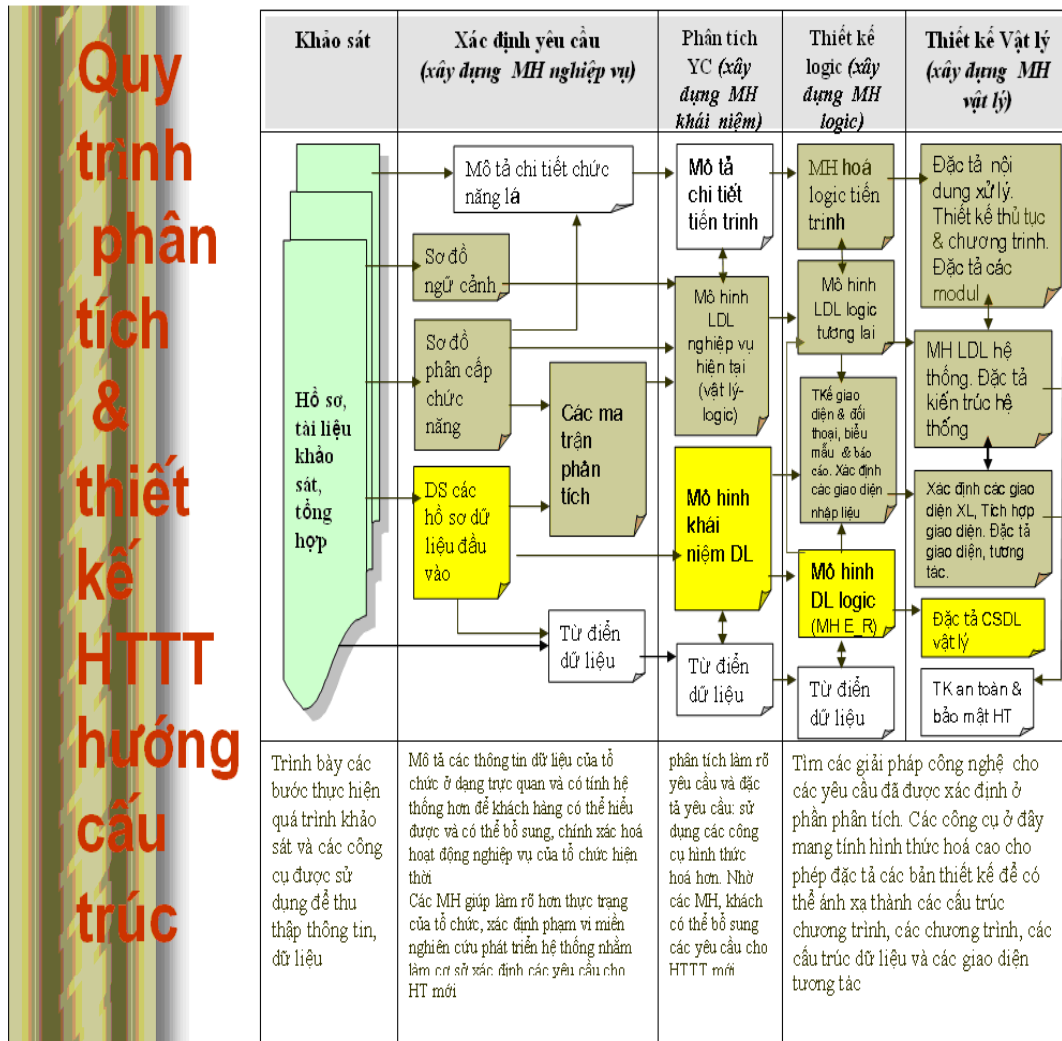 Quy
trình
phân
tích
&
thiết
kế
HTTT
hướng
cấu
trúc
Khảo sát
Xác định yêu cầu
(xây dựng MH nghiệp vụ)
Phân tích
YC (xây
dựng MH
khái niệm)
Thiết kế
logic (xây
dựng MH
logic)
Thiết kế Vật lý
(xây dựng MH
vật lý)
Hồ sơ,
tài liệu
khảo
sát,
tổng
hợp
Mô tả chi tiết chức
năng lá
Sơ đồ
ngữ cảnh
Sơ đồ
phân cấp
chức
năng
Các ma
trận
phân
tích
DS các
hồ sơ dữ
liệu đầu
vào
Từ điển
dữ liệu
Mô tả
chi tiết
tiến trình
Mô hình
LDL
nghiệp vụ
hiện tại
(vật lý-
logic)
Mô hình
khái
niệm DL
Từ điển
dữ liệu
MH hoá
logic tiến
trình
Mô hình
LDL logic
tương lai
TKế giao
diện & đối
thoại, biểu
mẫu & báo
cáo. Xác định
các giao diện
nhập liệu
Mô hình
DL logic
(MH E_R)
Từ điển
dữ liệu
Đặc tả nội
dung xử lý.
Thiết kế thủ tục
& chương trình.
Đặc tả các
modul
MH LDL hệ
thống. Đặc tả
kiến trúc hệ
thống
Xác định các giao
diện XL, Tích hợp
giao diện. Đặc tả
giao diện, tương
tác.
Đặc tả CSDL
vật lý
TK an toàn &
bảo mật HT
Trình bày các
bước thực hiện
quá trình khảo
sát và các công
cụ được sử
dụng để thu
thập thông tin,
dữ liệu
Mô tả các thông tin dữ liệu của tổ
chức ở dạng trực quan và có tính hệ
thống hơn để khách hàng có thể hiểu
được và có thể bổ sung, chính xác hoá
hoạt động nghiệp vụ của tổ chức hiện
thời
Các MH giúp làm rõ hơn thực trạng
của tổ chức, xác định phạm vi miền
nghiên cứu phát triển hệ thống nhằm
làm cơ sở xác định các yêu cầu cho
HT mới
phân tích làm rõ
yêu cầu và đặc
tả yêu cầu: sử
dụng các công
cụ hình thức
hoá hơn. Nhờ
các MH, khách
có thể bổ sung
các yêu cầu cho
HTTT mới
Tìm các giải pháp công nghệ cho
các yêu cầu đã được xác định ở
phần phân tích. Các công cụ ở đây
mang tính hình thức hoá cao cho
phép đặc tả các bản thiết kế để có
thể ánh xạ thành các cấu trúc
chương trình, các chương trình, các
cấu trúc dữ liệu và các giao diện
tương tác